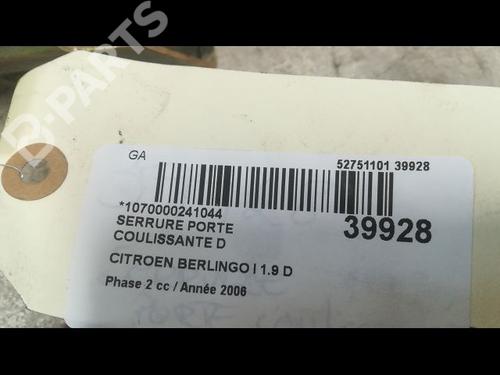 B-PARTS
GA
52751101 39928
*1070000241044
SERRURE PORTE
COULISSANTE D
39928
CITROEN BERLINGO I 1.9 D
Phase 2 cc / Année 2006